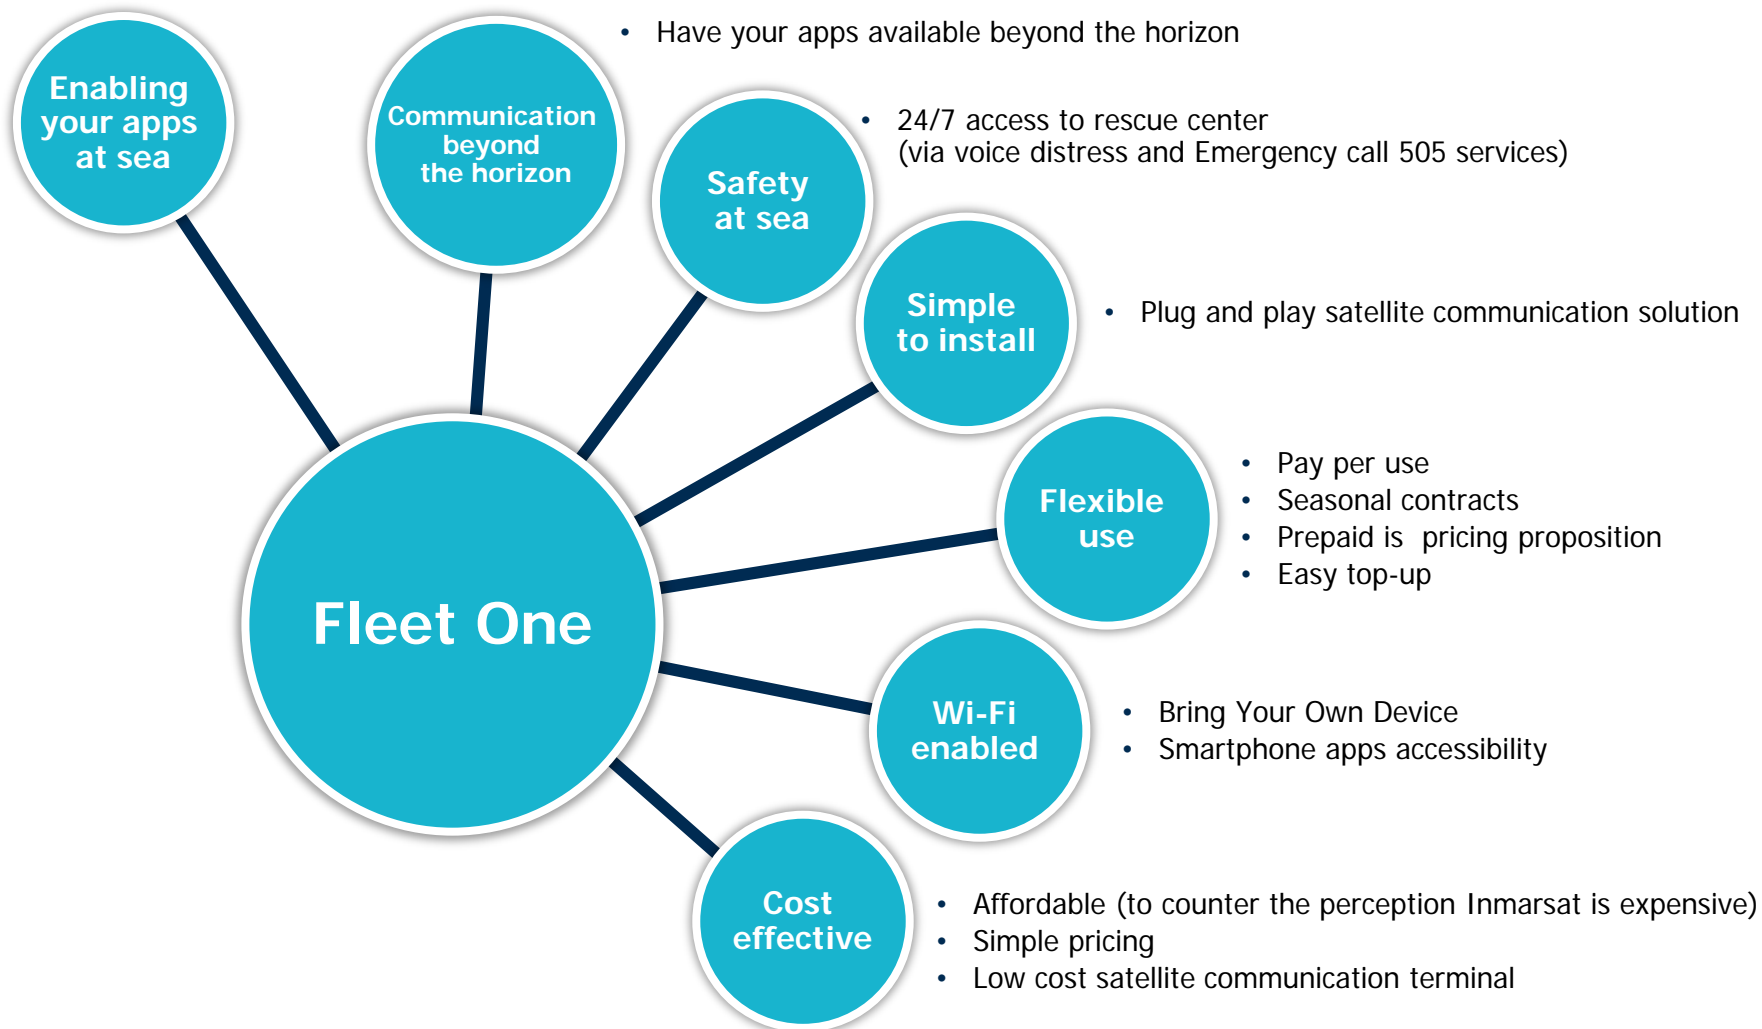 Enabling
your apps
at sea
Communication
beyond
the horizon
• Have your apps available beyond the horizon
Safety
at sea
• 24/7 access to rescue center
(via voice distress and Emergency call 505 services)
Simple
to install
• Plug and play satellite communication solution
Flexible
use
• Pay per use
• Seasonal contracts
• Prepaid is  pricing proposition
• Easy top-up
Fleet One
Wi-Fi
enabled
• Bring Your Own Device
• Smartphone apps accessibility
Cost
effective
• Affordable (to counter the perception Inmarsat is expensive)
• Simple pricing
• Low cost satellite communication terminal